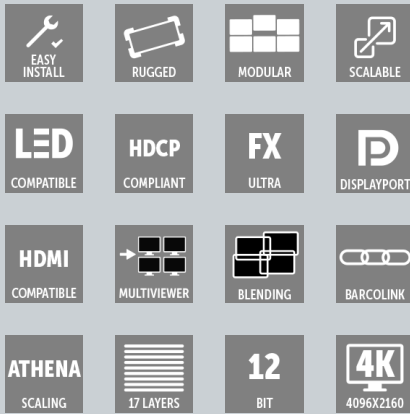 EASY
INSTALL
RUGGED
MODULAR
SCALABLE
LED
COMPATIBLE
HDCP
COMPLIANT
FX
ULTRA
DISPLAYPORT
HDMI
COMPATIBLE
MULTIVIEWER
BLENDING
BARCOLINK
ATHENA
SCALING
17 LAYERS
12
BIT
4K
4096X2160